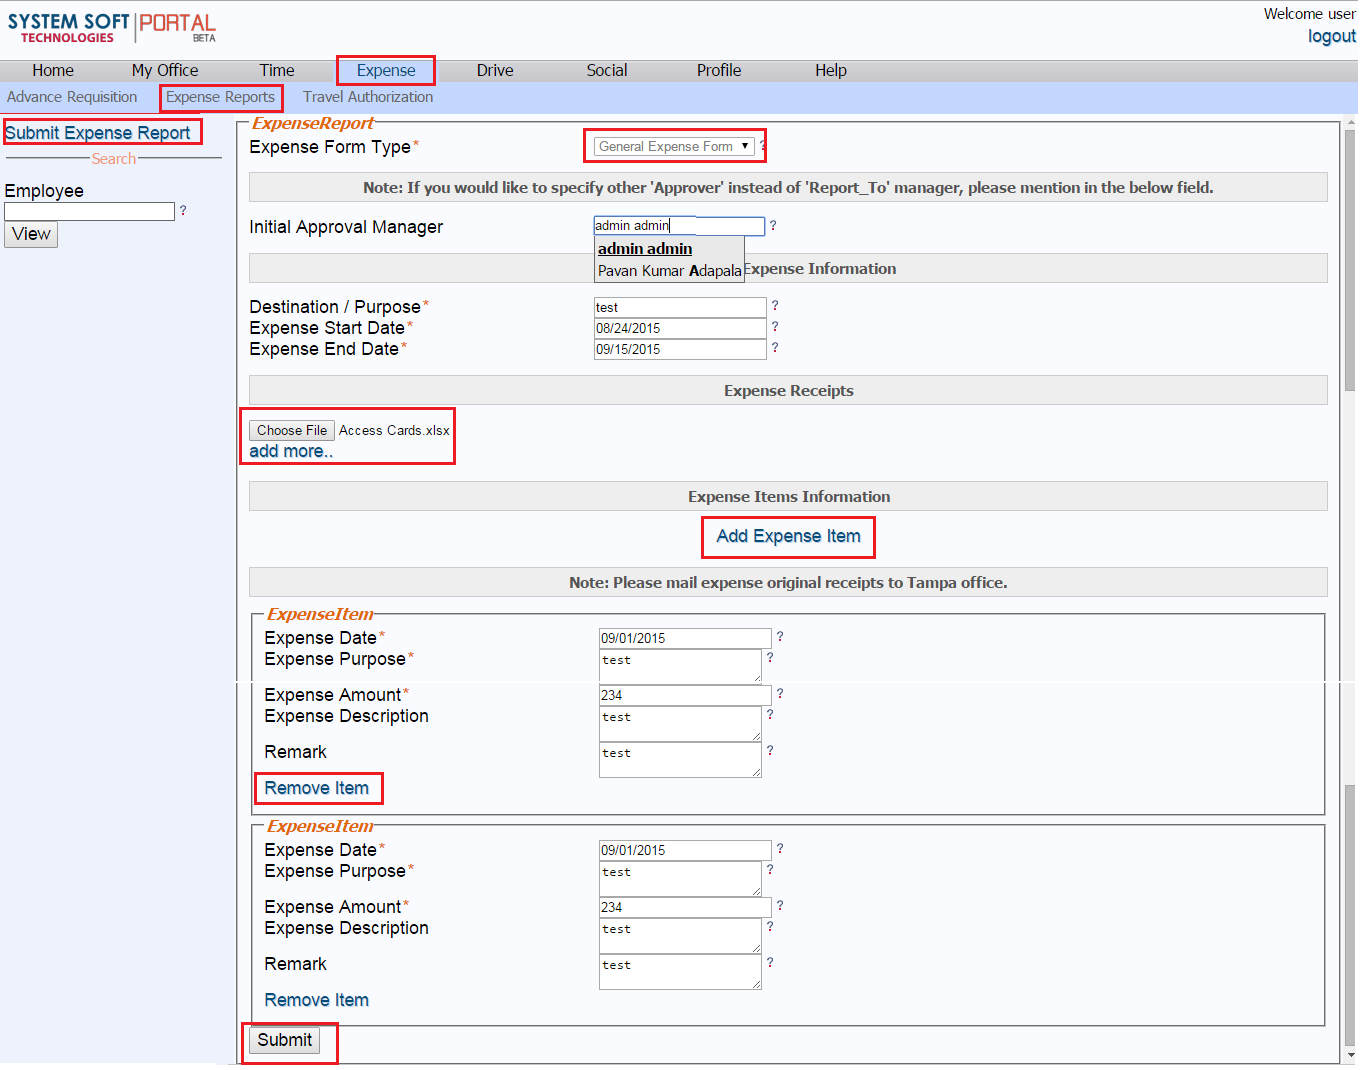 SYSTEM SOFT TECHNOLOGIES PORTAL BETA
Welcome user
logout
Home My Office Time Expense Drive Social Profile Help
Advance Requisition Expense Reports Travel Authorization
Submit Expense Report
Search
Employee
?
View
ExpenseReport
Expense Form Type* General Expense Form ▼ ?
Note: If you would like to specify other 'Approver' instead of 'Report_To' manager, please mention in the below field.
Initial Approval Manager admin admin ?
admin admin
Pavan Kumar Adapala
Expense Information
Destination / Purpose* test ?
Expense Start Date* 08/24/2015 ?
Expense End Date* 09/15/2015 ?
Expense Receipts
Choose File Access Cards.xlsx
add more..
Expense Items Information
Add Expense Item
Note: Please mail expense original receipts to Tampa office.
ExpenseItem
Expense Date* 09/01/2015 ?
Expense Purpose* test ?
Expense Amount* 234 ?
Expense Description test ?
Remark test ?
Remove Item
ExpenseItem
Expense Date* 09/01/2015 ?
Expense Purpose* test ?
Expense Amount* 234 ?
Expense Description test ?
Remark test ?
Remove Item
Submit